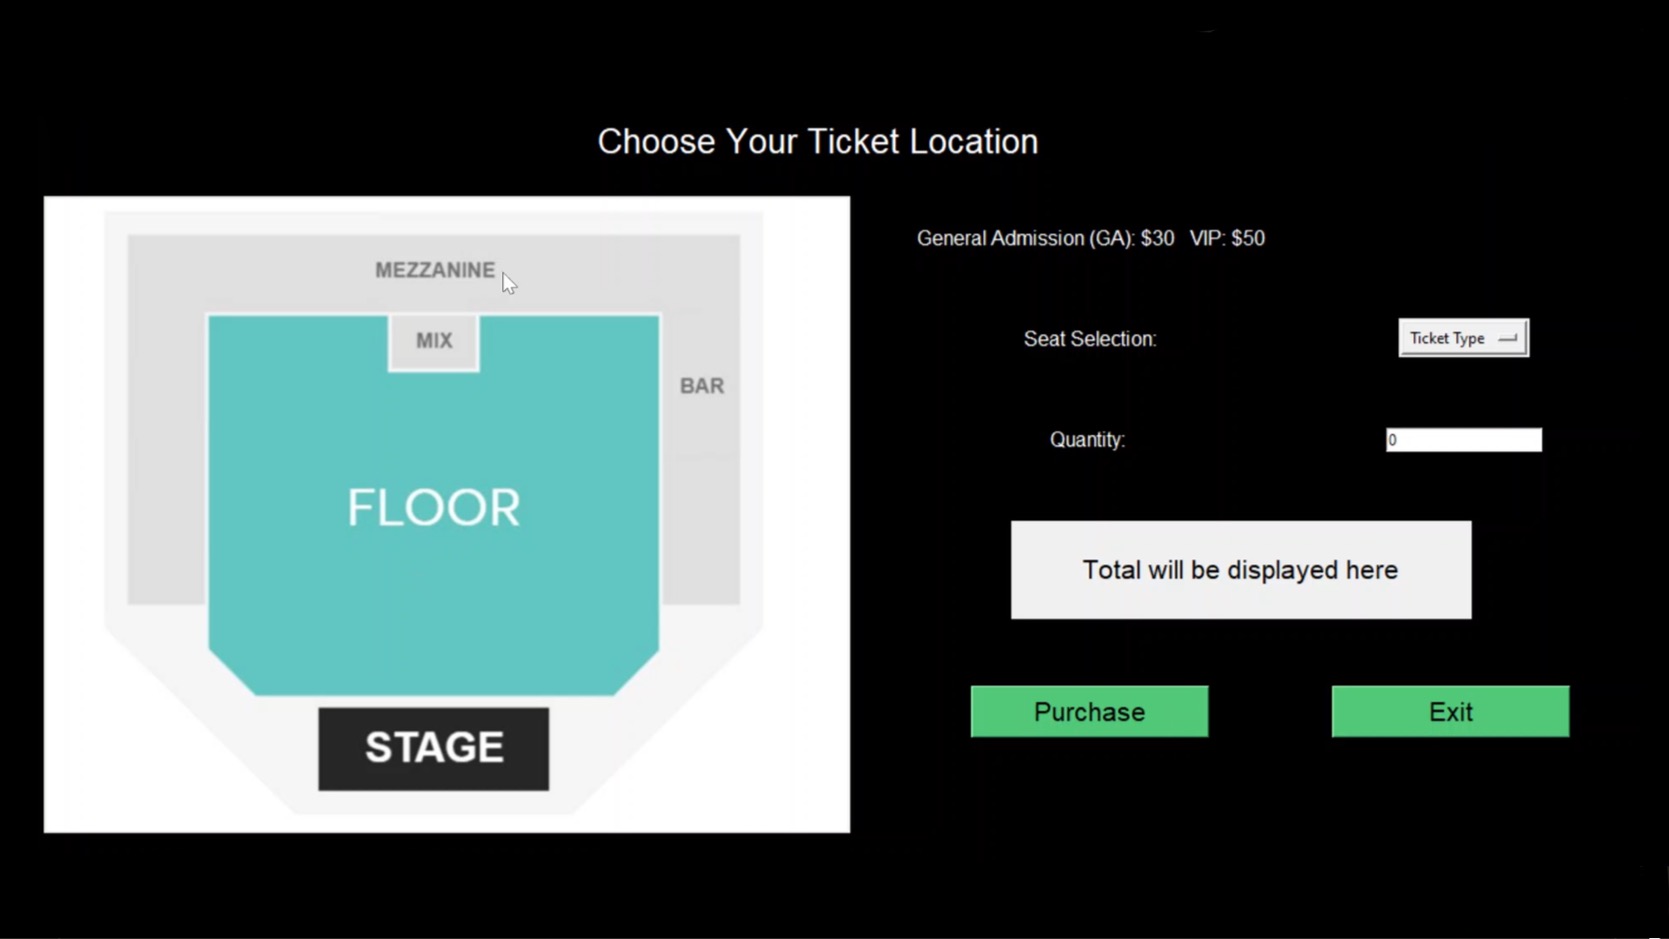 Choose Your Ticket Location
MEZZANINE
MIX
BAR
FLOOR
STAGE
General Admission (GA): $30 VIP: $50
Seat Selection:
Ticket Type
Quantity:
0
Total will be displayed here
Purchase
Exit